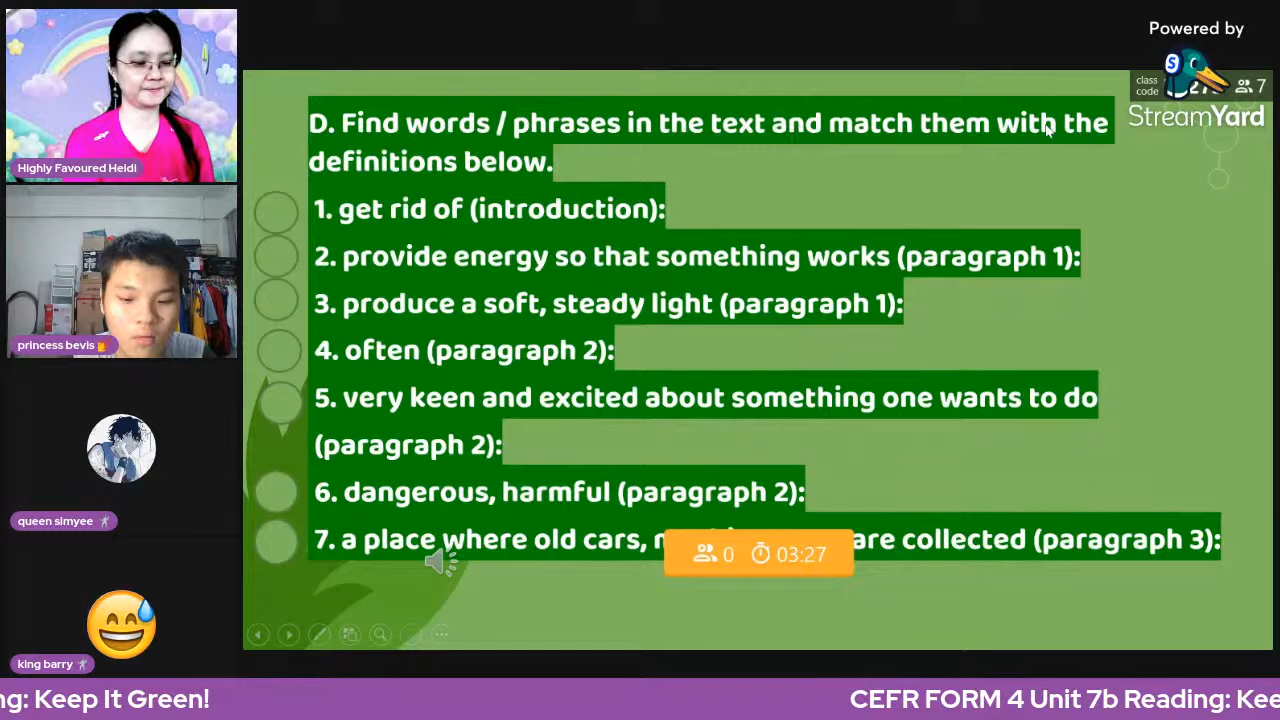 Powered by
StreamYard
class
code
7
Highly Favoured Heidi
princess bevis
queen simyee
king barry
D. Find words / phrases in the text and match them with the
definitions below.
1. get rid of (introduction):
2. provide energy so that something works (paragraph 1):
3. produce a soft, steady light (paragraph 1):
4. often (paragraph 2):
5. very keen and excited about something one wants to do
(paragraph 2):
6. dangerous, harmful (paragraph 2):
7. a place where old cars, are collected (paragraph 3):
0 03:27
ng: Keep It Green!
CEFR FORM 4 Unit 7b Reading: Kee